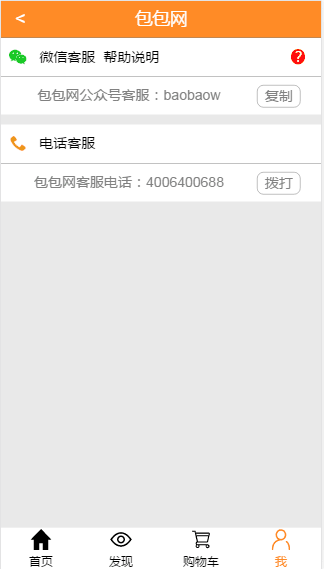 < 包包网
微信客服 帮助说明 ?
包包网公众号客服：baobaow 复制
电话客服
包包网客服电话：4006400688 拨打
首页 发现 购物车 我